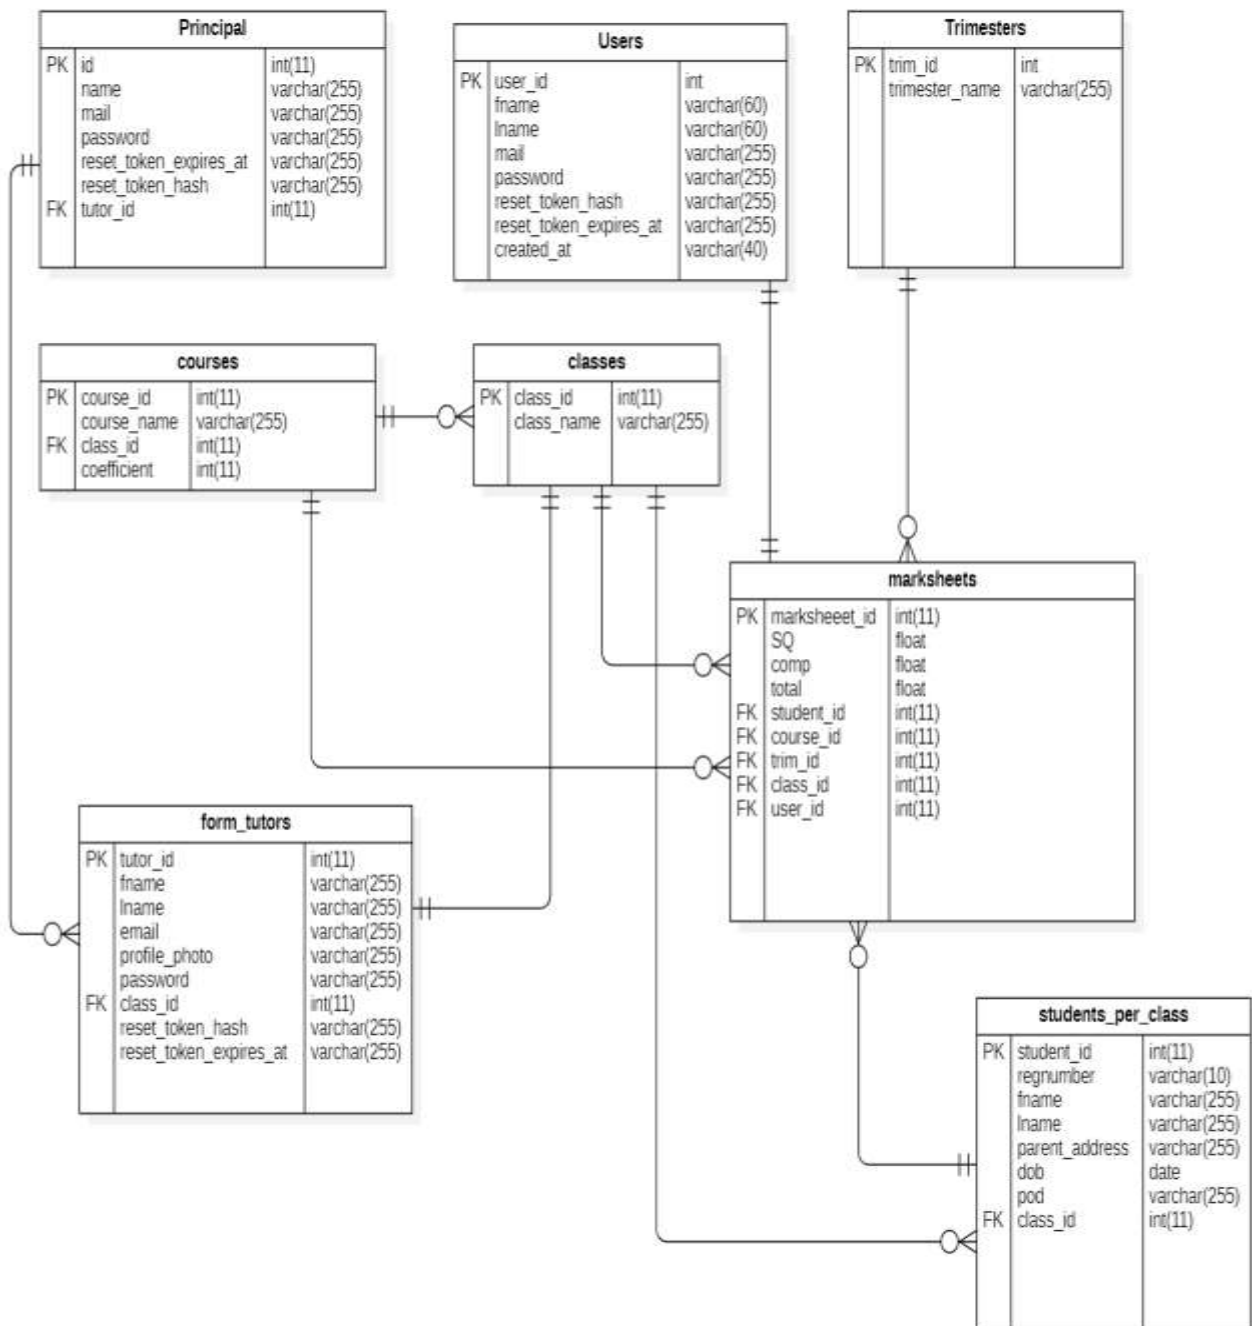 Principal
PK id int(11)
name varchar(255)
mail varchar(255)
password varchar(255)
reset_token_expires_at varchar(255)
reset_token_hash varchar(255)
FK tutor_id int(11)
Users
PK user_id int
fname varchar(60)
lname varchar(60)
mail varchar(255)
password varchar(255)
reset_token_hash varchar(255)
reset_token_expires_at varchar(255)
created_at varchar(40)
Trimesters
PK trim_id int
trimester_name varchar(255)
courses
PK course_id int(11)
course_name varchar(255)
FK class_id int(11)
coefficient int(11)
classes
PK class_id int(11)
class_name varchar(255)
marksheets
PK marksheeet_id int(11)
SQ float
comp float
total float
FK student_id int(11)
FK course_id int(11)
FK trim_id int(11)
FK class_id int(11)
FK user_id int(11)
form_tutors
PK tutor_id int(11)
fname varchar(255)
lname varchar(255)
email varchar(255)
profile_photo varchar(255)
password varchar(255)
FK class_id int(11)
reset_token_hash varchar(255)
reset_token_expires_at varchar(255)
students_per_class
PK student_id int(11)
regnumber varchar(10)
fname varchar(255)
lname varchar(255)
parent_address varchar(255)
dob date
pod varchar(255)
FK class_id int(11)